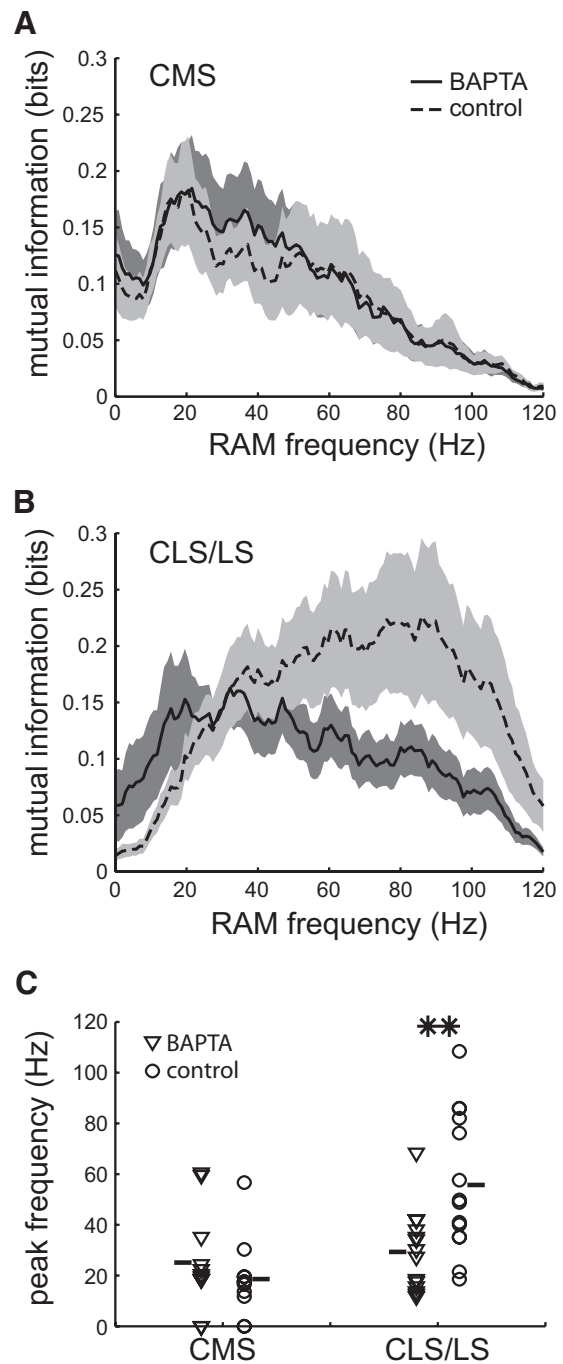 A
CMS
BAPTA
control
mutual information (bits)
0.3
0.25
0.2
0.15
0.1
0.05
0
0 20 40 60 80 100 120
RAM frequency (Hz)
B
CLS/LS
mutual information (bits)
0.3
0.25
0.2
0.15
0.1
0.05
0
0 20 40 60 80 100 120
RAM frequency (Hz)
C
**
BAPTA
control
peak frequency (Hz)
120
100
80
60
40
20
0
CMS CLS/LS